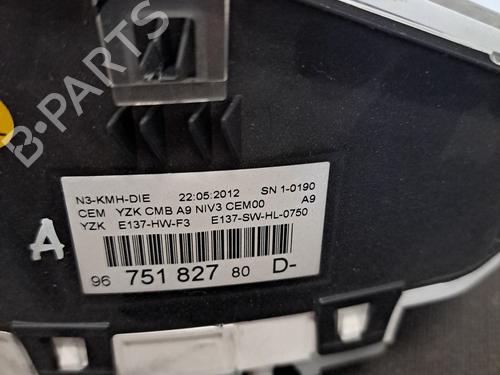 B-PARTS
N3-KMH-DIE 22:05:2012 SN 1-0190
CEM YZK CMB A9 NIV3 CEM00 A9
YZK E137-HW-F3 E137-SW-HL-0750
A
96 751 827 80 D-